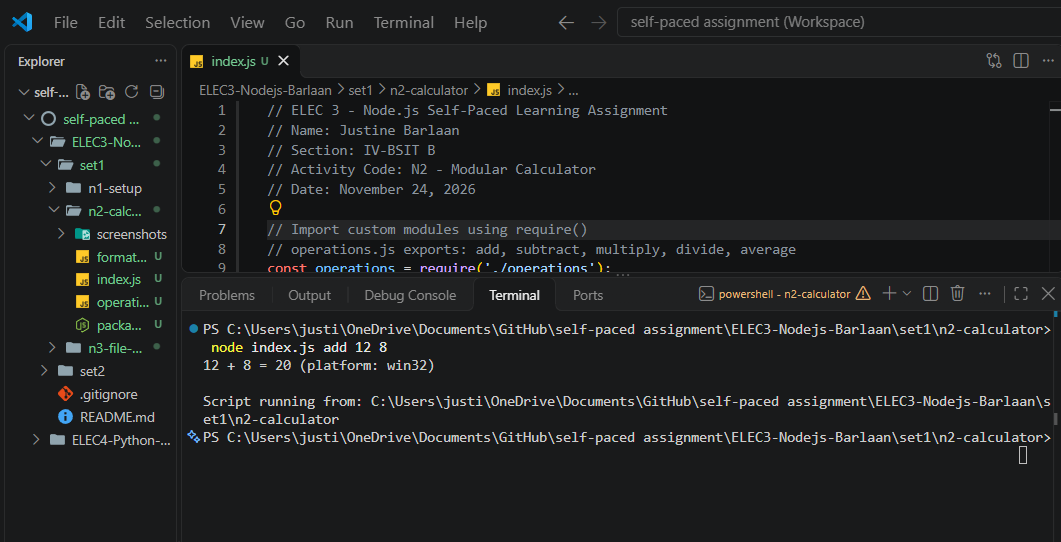 File Edit Selection View Go Run Terminal Help self-paced assignment (Workspace)
Explorer
self-...
self-paced ...
ELEC3-No...
set1
n1-setup
n2-calc...
screenshots
format... U
index.js U
operati... U
packa... U
n3-file-...
set2
.gitignore
README.md
ELEC4-Python-...
JS index.js U
ELEC3-Nodejs-Barlaan > set1 > n2-calculator > JS index.js > ...
1 // ELEC 3 - Node.js Self-Paced Learning Assignment
2 // Name: Justine Barlaan
3 // Section: IV-BSIT B
4 // Activity Code: N2 - Modular Calculator
5 // Date: November 24, 2026
6
7 // Import custom modules using require()
8 // operations.js exports: add, subtract, multiply, divide, average
9 const operations = require('./operations');
Problems Output Debug Console Terminal Ports powershell - n2-calculator
PS C:\Users\justi\OneDrive\Documents\GitHub\self-paced assignment\ELEC3-Nodejs-Barlaan\set1\n2-calculator>
node index.js add 12 8
12 + 8 = 20 (platform: win32)
Script running from: C:\Users\justi\OneDrive\Documents\GitHub\self-paced assignment\ELEC3-Nodejs-Barlaan\s
et1\n2-calculator
PS C:\Users\justi\OneDrive\Documents\GitHub\self-paced assignment\ELEC3-Nodejs-Barlaan\set1\n2-calculator>